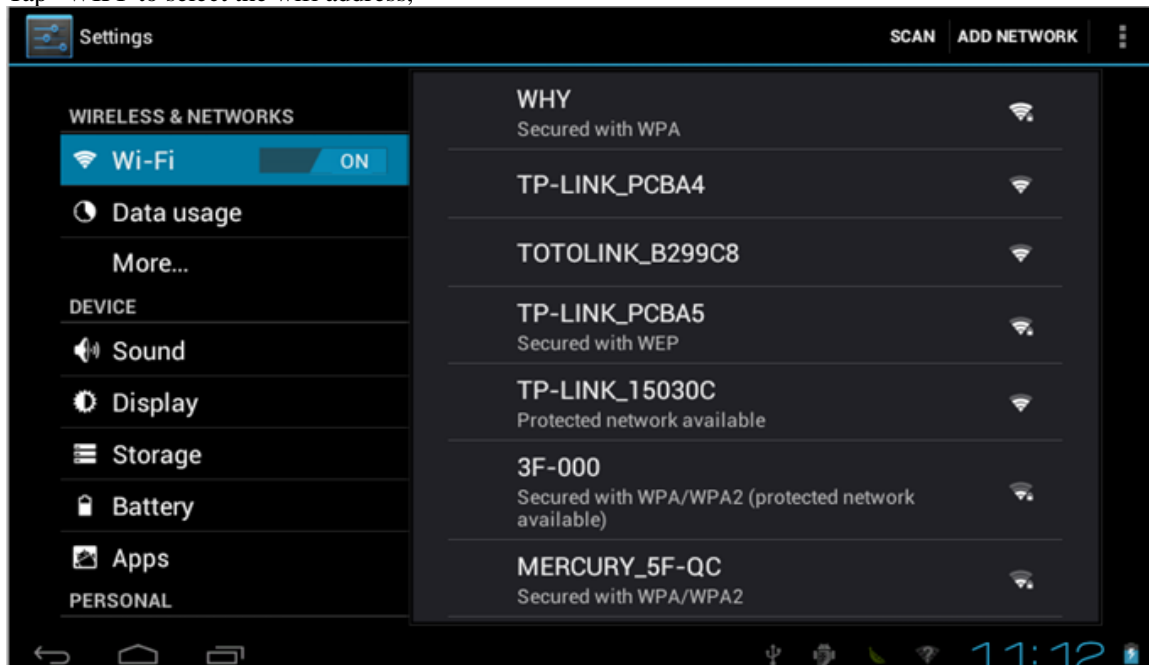 Settings
SCAN
ADD NETWORK
WIRELESS & NETWORKS
Wi-Fi
ON
Data usage
More...
DEVICE
Sound
Display
Storage
Battery
Apps
PERSONAL
WHY
Secured with WPA
TP-LINK_PCBA4
TOTOLINK_B299C8
TP-LINK_PCBA5
Secured with WEP
TP-LINK_15030C
Protected network available
3F-000
Secured with WPA/WPA2 (protected network
available)
MERCURY_5F-QC
Secured with WPA/WPA2
11:12